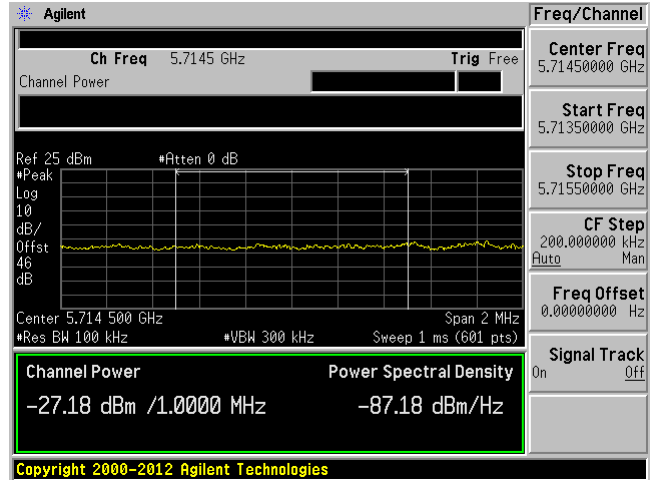 Agilent
Freq/Channel
Ch Freq 5.7145 GHz Trig Free
Channel Power
Center Freq
5.71450000 GHz
Start Freq
5.71350000 GHz
Stop Freq
5.71550000 GHz
CF Step
200.000000 kHz
Auto Man
Freq Offset
0.00000000 Hz
Signal Track
On Off
Ref 25 dBm #Atten 0 dB
#Peak
Log
10
dB/
Offst
46
dB
Center 5.714 500 GHz Span 2 MHz
#Res BW 100 kHz #VBW 300 kHz Sweep 1 ms (601 pts)
Channel Power Power Spectral Density
-27.18 dBm /1.0000 MHz -87.18 dBm/Hz
Copyright 2000-2012 Agilent Technologies